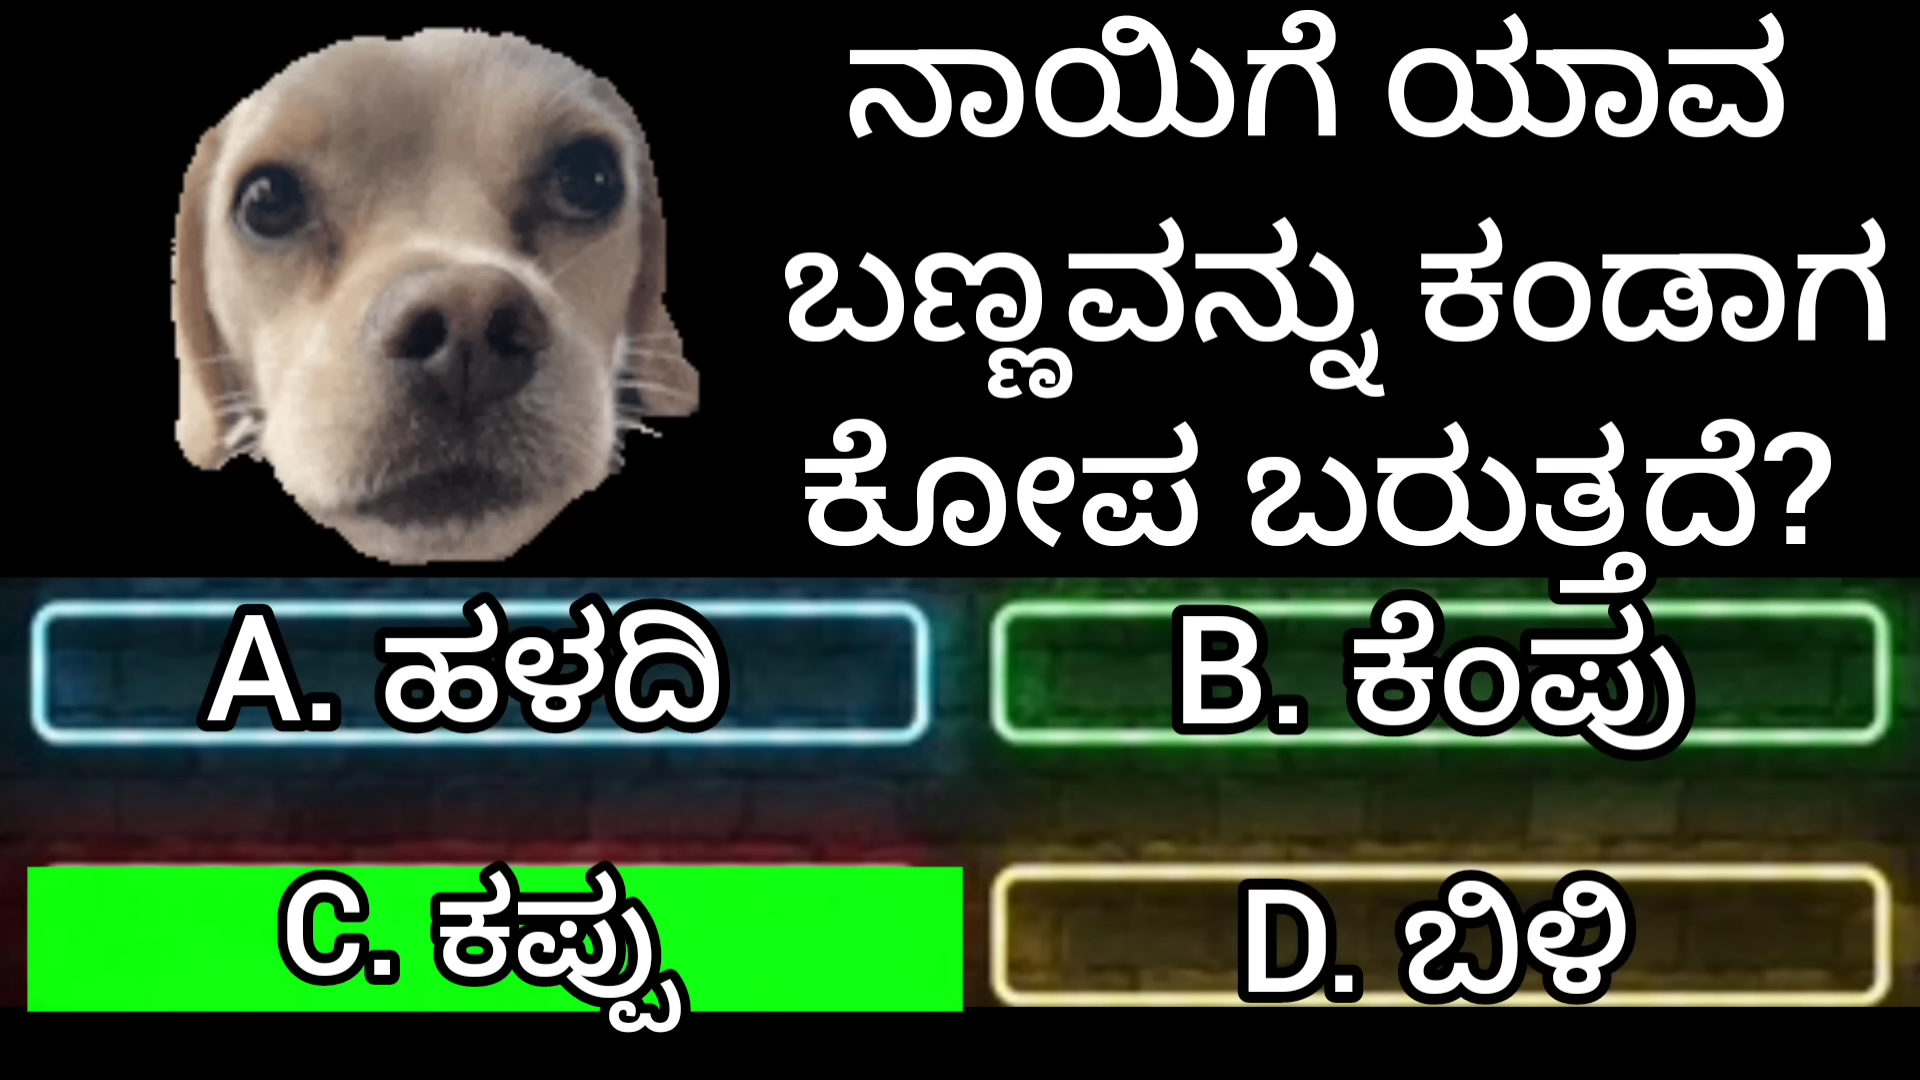 ನಾಯಿಗೆ ಯಾವ
ಬಣ್ಣವನ್ನು ಕಂಡಾಗ
ಕೋಪ ಬರುತ್ತದೆ?
A. ಹಳದಿ
B. ಕೆಂಪು
C. ಕಪ್ಪು
D. ಬಿಳಿ